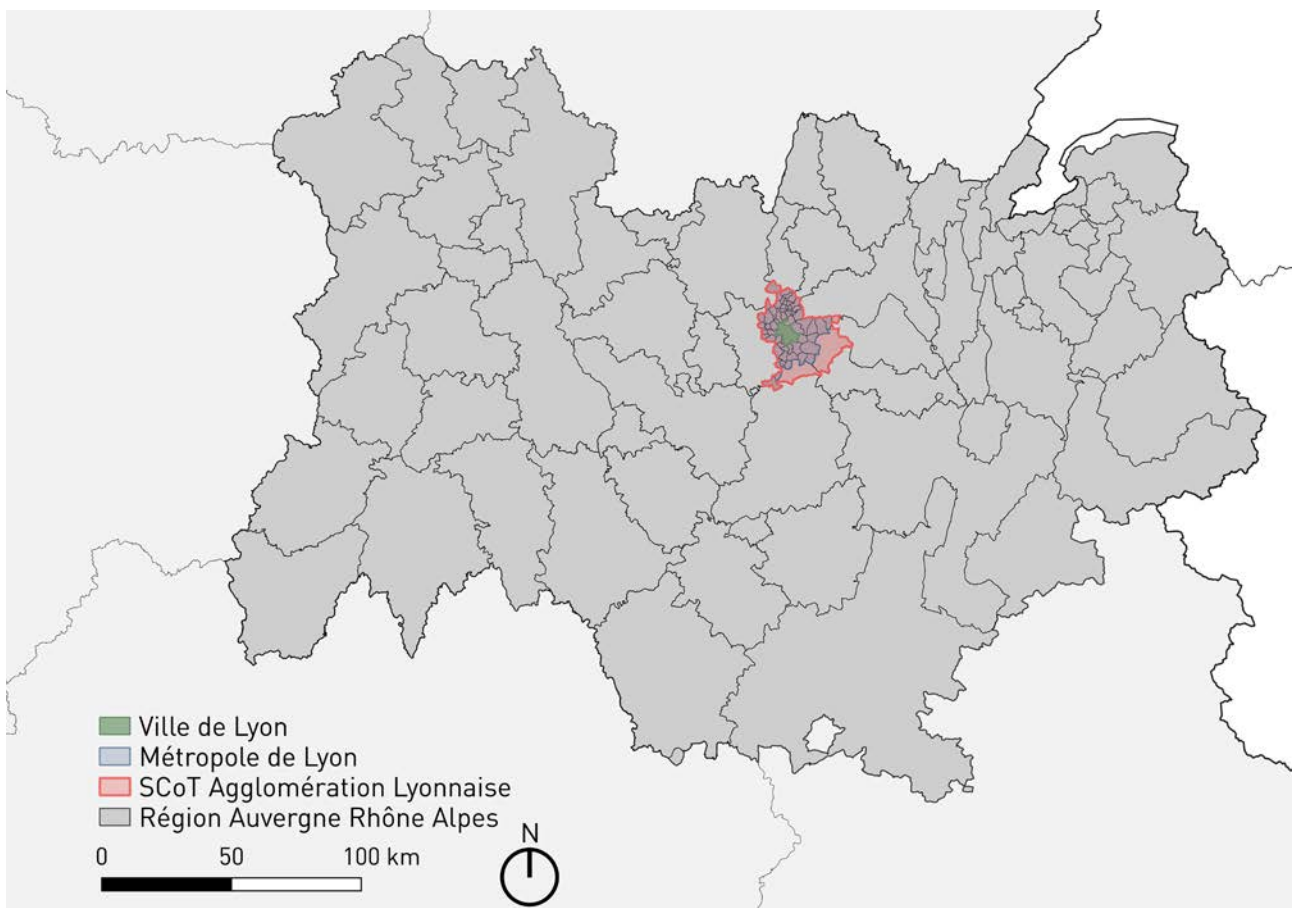 Ville de Lyon
Métropole de Lyon
SCoT Agglomération Lyonnaise
Région Auvergne Rhône Alpes
0 50 100 km
N